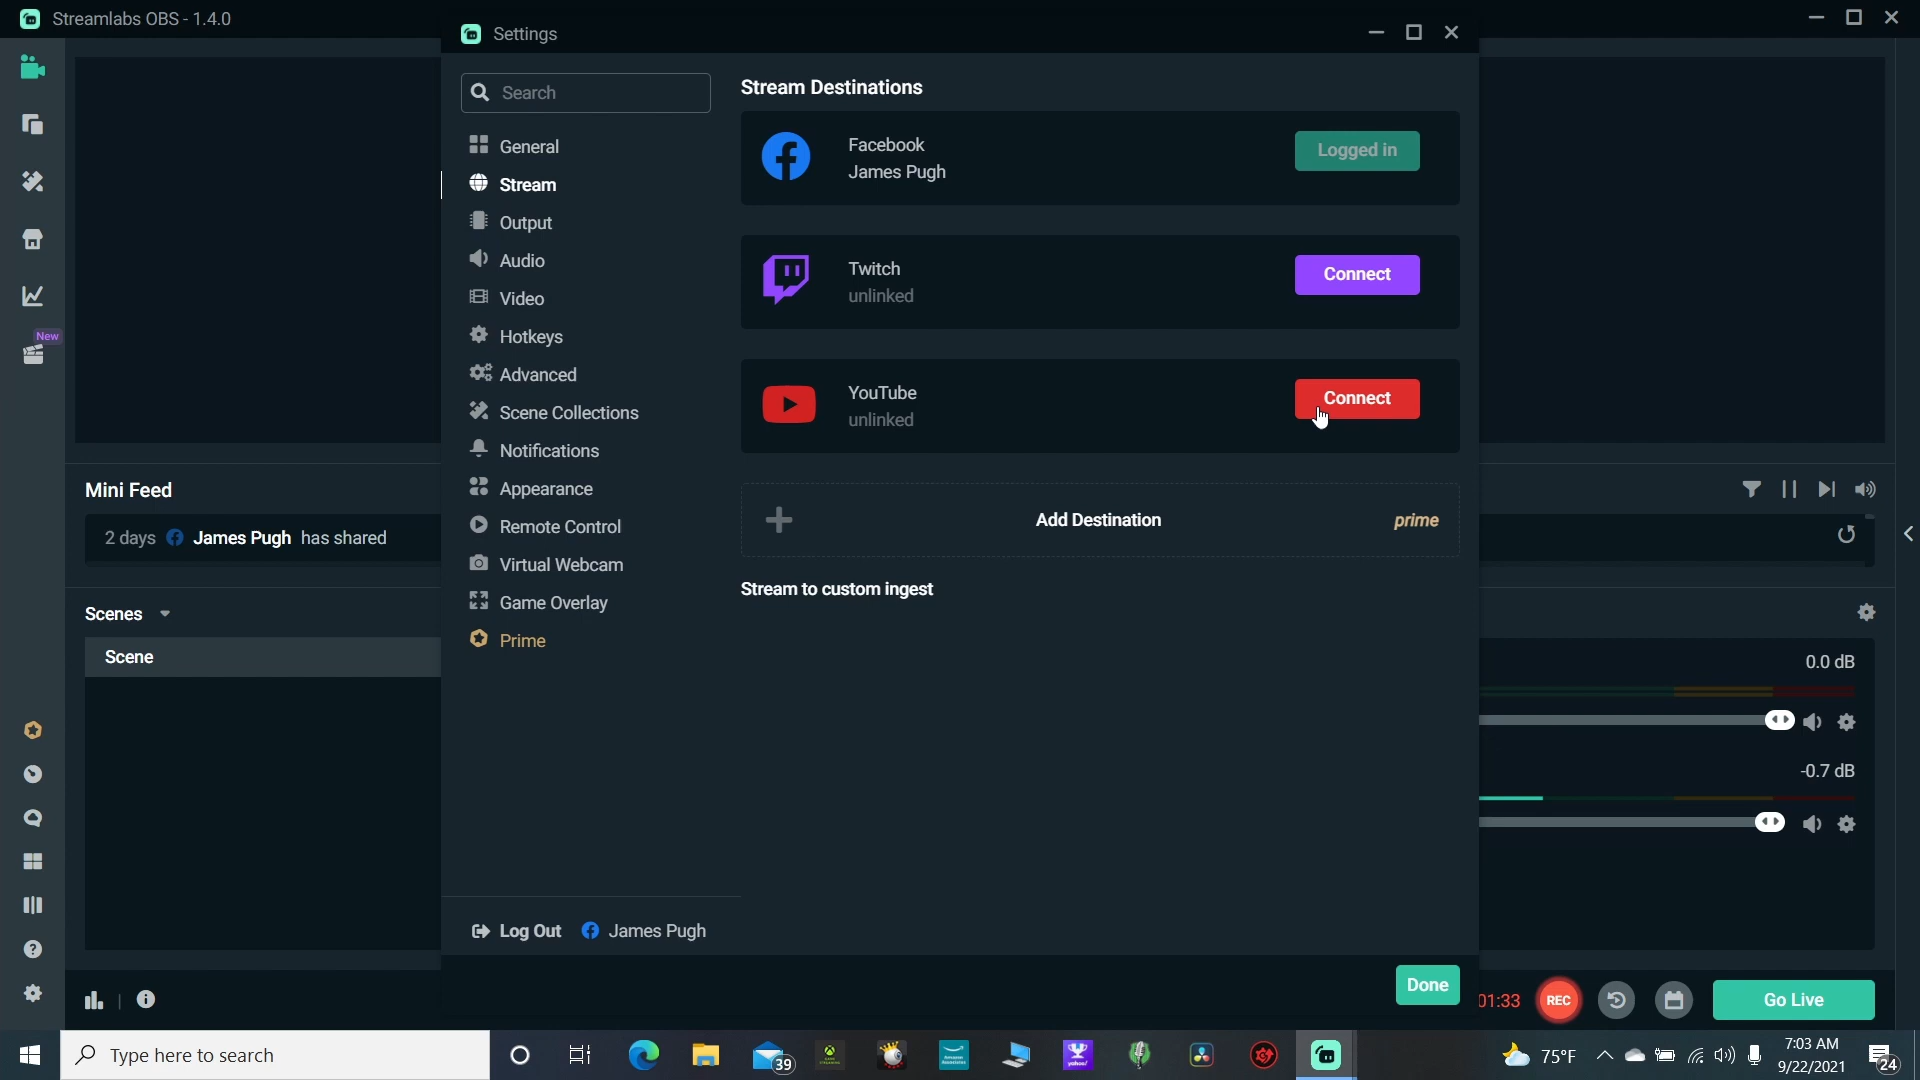 Streamlabs OBS - 1.4.0
Settings
Search
General
Stream
Output
Audio
Video
Hotkeys
Advanced
Scene Collections
Notifications
Appearance
Remote Control
Virtual Webcam
Game Overlay
Prime
Log Out James Pugh
Stream Destinations
Facebook
James Pugh
Logged in
Twitch
unlinked
Connect
YouTube
unlinked
Connect
Add Destination prime
Stream to custom ingest
Done
New
Mini Feed
2 days James Pugh has shared
Scenes
Scene
0.0 dB
-0.7 dB
01:33 REC Go Live
Type here to search
39
yahoo!
75°F
7:03 AM
9/22/2021
24